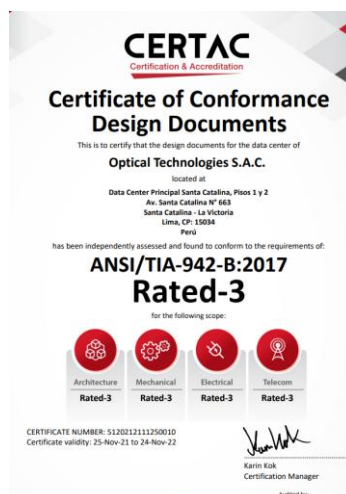 CERTAC
Certification & Accreditation
Certificate of Conformance
Design Documents
This is to certify that the design documents for the data center of
Optical Technologies S.A.C.
located at
Data Center Principal Santa Catalina, Pisos 1 y 2
Av. Santa Catalina N° 663
Santa Catalina - La Victoria
Lima, CP: 15034
Perú
has been independently assessed and found to conform to the requirements of:
ANSI/TIA-942-B:2017
Rated-3
for the following scope:
Architecture Mechanical Electrical Telecom
Rated-3 Rated-3 Rated-3 Rated-3
CERTIFICATE NUMBER: 5120212111250010
Certificate validity: 25-Nov-21 to 24-Nov-22
Karin Kok
Certification Manager